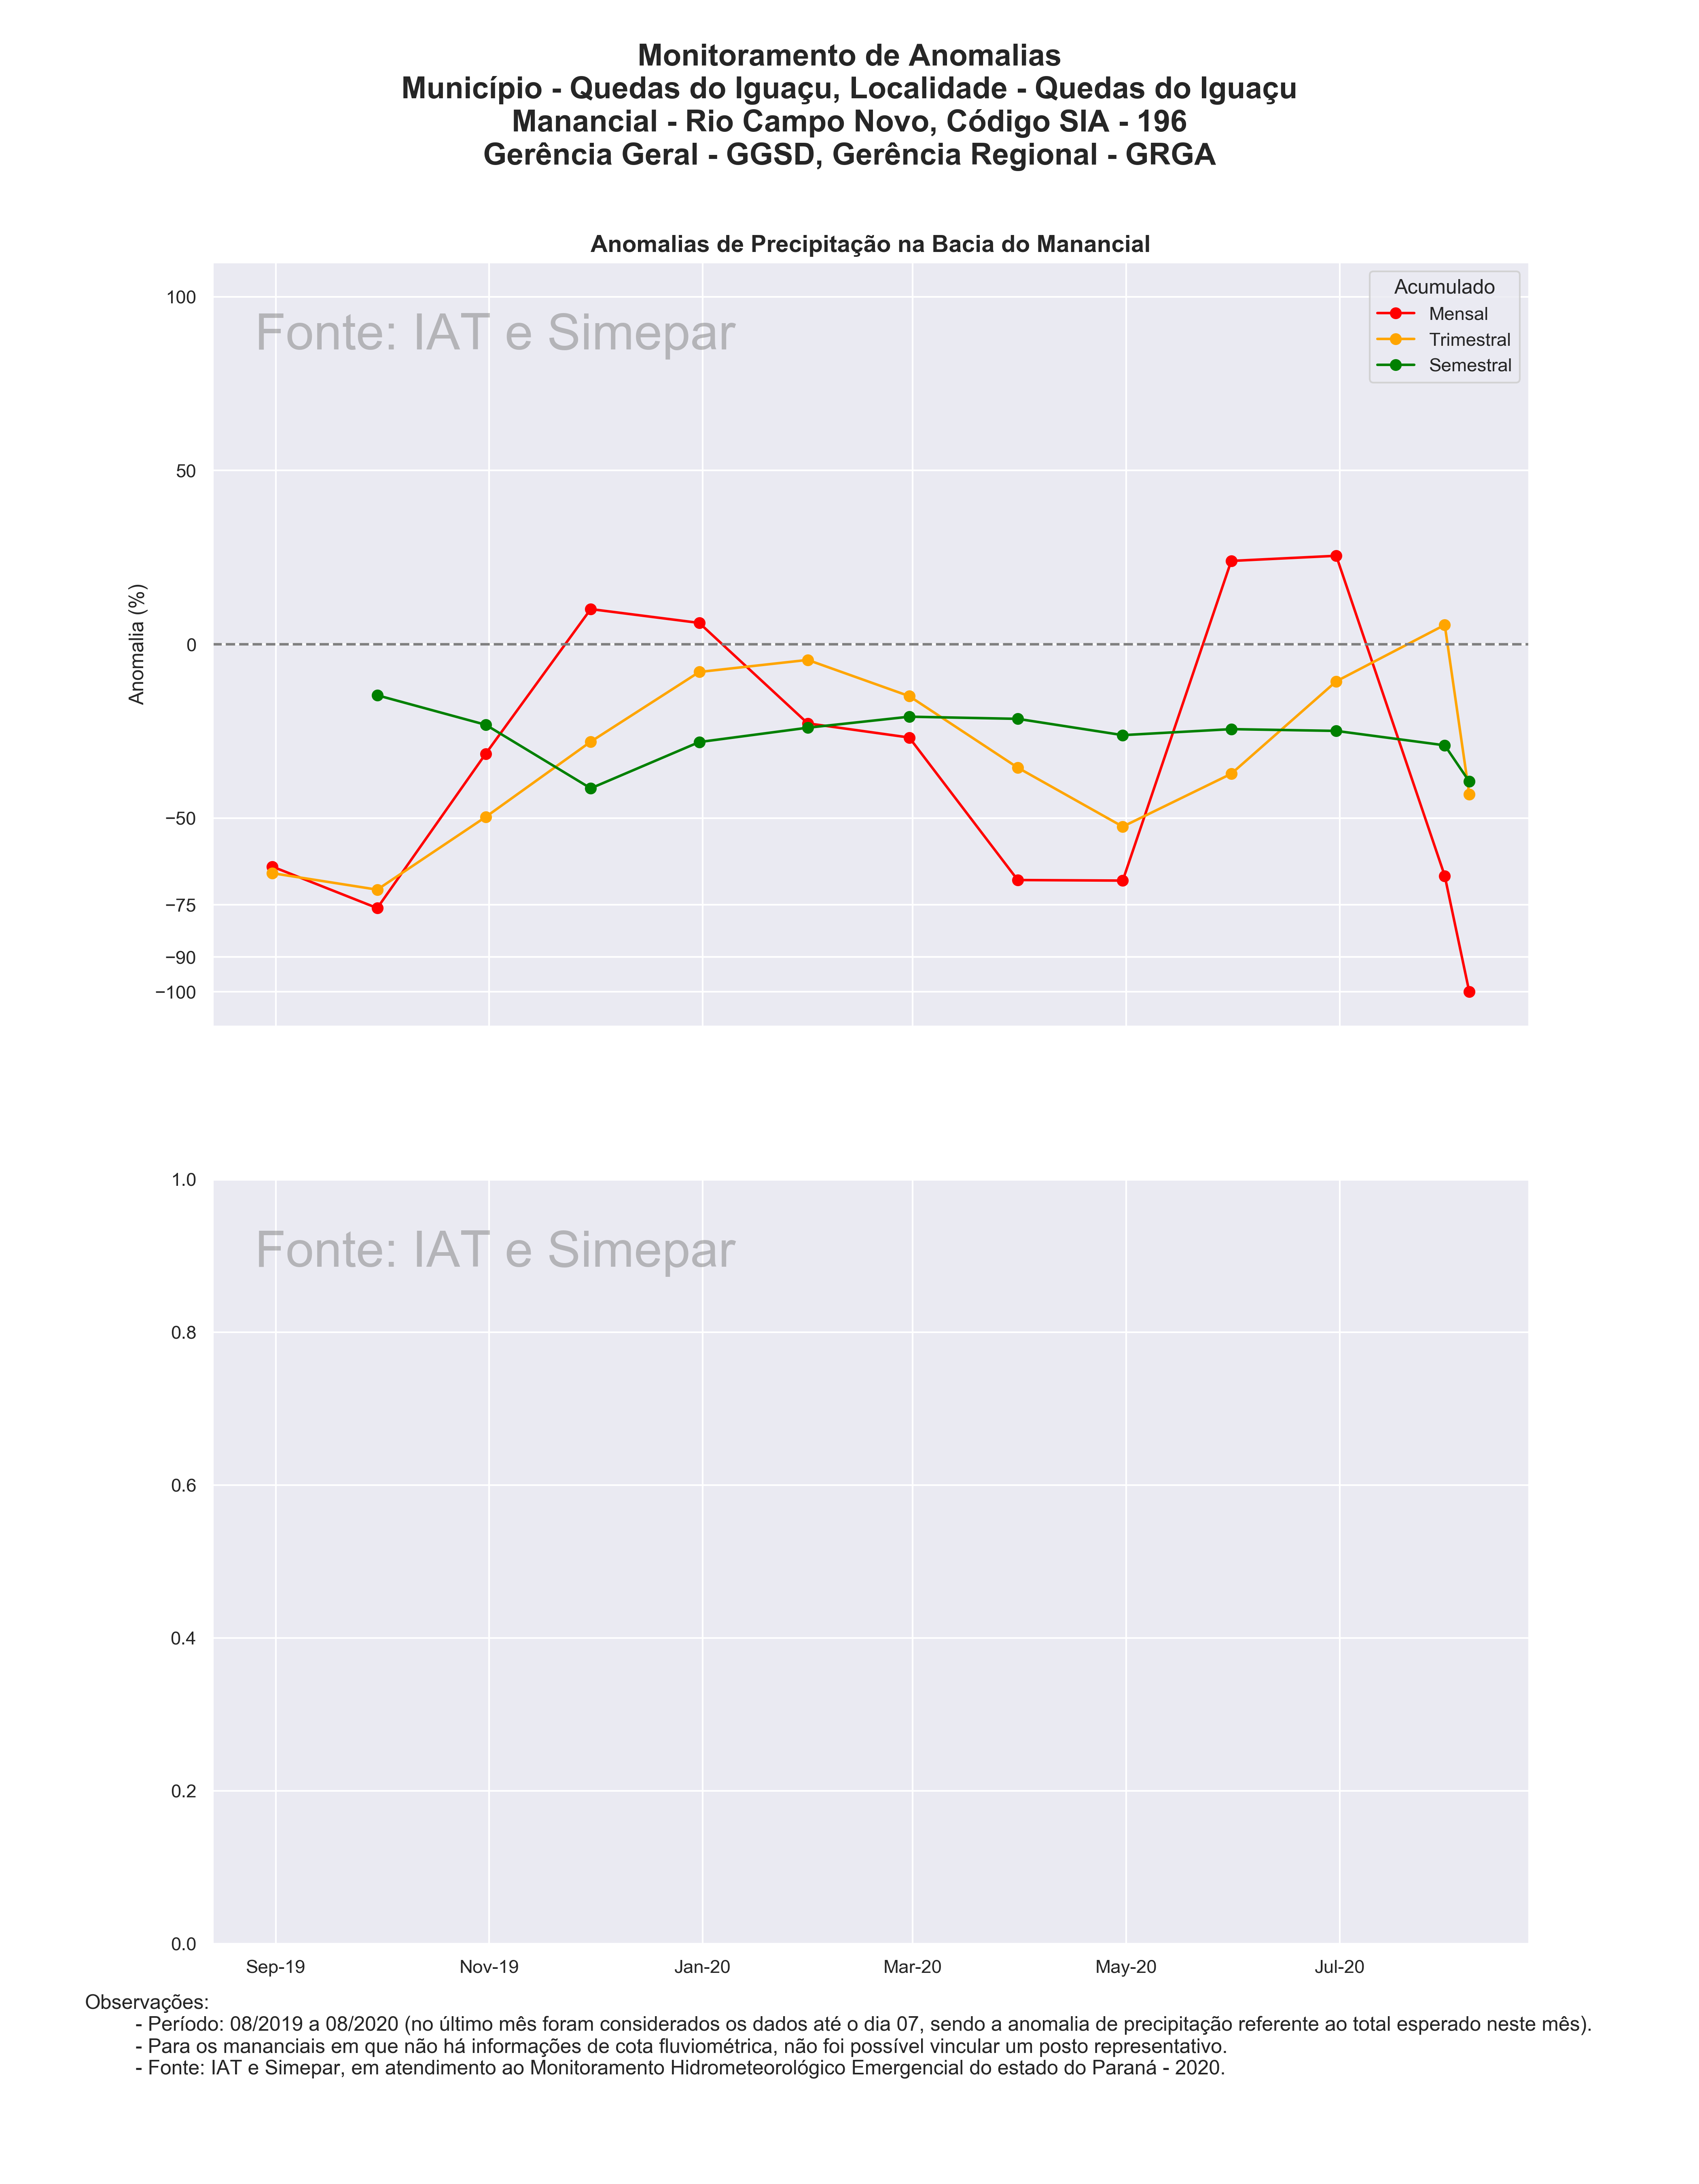 Monitoramento de Anomalias
Município - Quedas do Iguaçu, Localidade - Quedas do Iguaçu
Manancial - Rio Campo Novo, Código SIA - 196
Gerência Geral - GGSD, Gerência Regional - GRGA
Anomalias de Precipitação na Bacia do Manancial
Fonte: IAT e Simepar
Acumulado
Mensal
Trimestral
Semestral
Anomalia (%)
100
50
0
−50
−75
−90
−100
Fonte: IAT e Simepar
1.0
0.8
0.6
0.4
0.2
0.0
Sep-19 Nov-19 Jan-20 Mar-20 May-20 Jul-20
Observações:
- Período: 08/2019 a 08/2020 (no último mês foram considerados os dados até o dia 07, sendo a anomalia de precipitação referente ao total esperado neste mês).
- Para os mananciais em que não há informações de cota fluviométrica, não foi possível vincular um posto representativo.
- Fonte: IAT e Simepar, em atendimento ao Monitoramento Hidrometeorológico Emergencial do estado do Paraná - 2020.